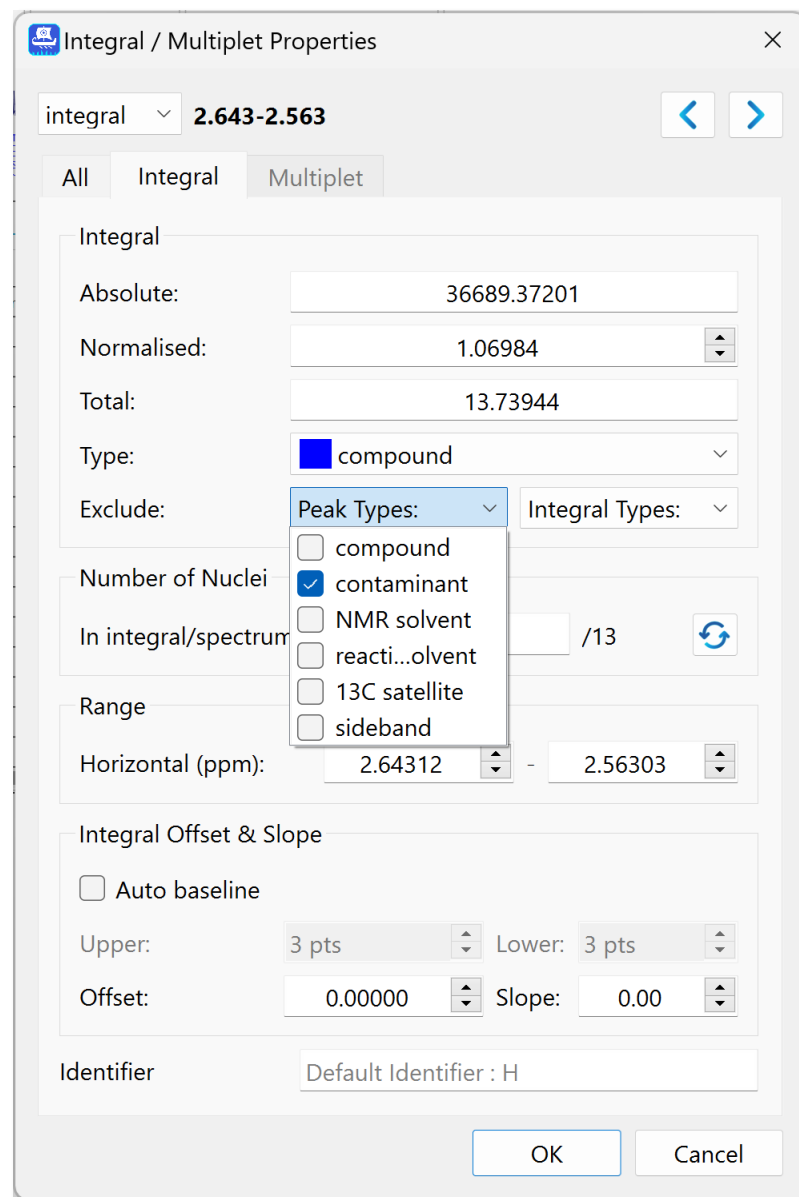 Integral / Multiplet Properties
integral 2.643-2.563
All Integral Multiplet
Integral
Absolute: 36689.37201
Normalised: 1.06984
Total: 13.73944
Type: compound
Exclude: Peak Types: Integral Types:
compound
Number of Nuclei contaminant
NMR solvent
In integral/spectrum /13
reacti...olvent
13C satellite
Range
sideband
Horizontal (ppm): 2.64312 - 2.56303
Integral Offset & Slope
Auto baseline
Upper: 3 pts Lower: 3 pts
Offset: 0.00000 Slope: 0.00
Identifier Default Identifier : H
OK Cancel